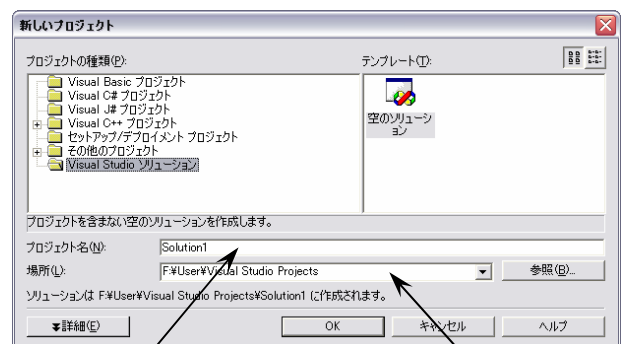 新しいプロジェクト
プロジェクトの種類(P):
テンプレート(T):
Visual Basic プロジェクト
Visual C# プロジェクト
Visual J# プロジェクト
Visual C++ プロジェクト
セットアップ/デプロイメント プロジェクト
その他のプロジェクト
Visual Studio ソリューション
空のソリューシ
ョン
プロジェクトを含まない空のソリューションを作成します。
プロジェクト名(N):
Solution1
場所(L):
F:¥User¥Visual Studio Projects
参照(B)...
ソリューションは F:¥User¥Visual Studio Projects¥Solution1 に作成されます。
詳細(E)
OK
キャンセル
ヘルプ